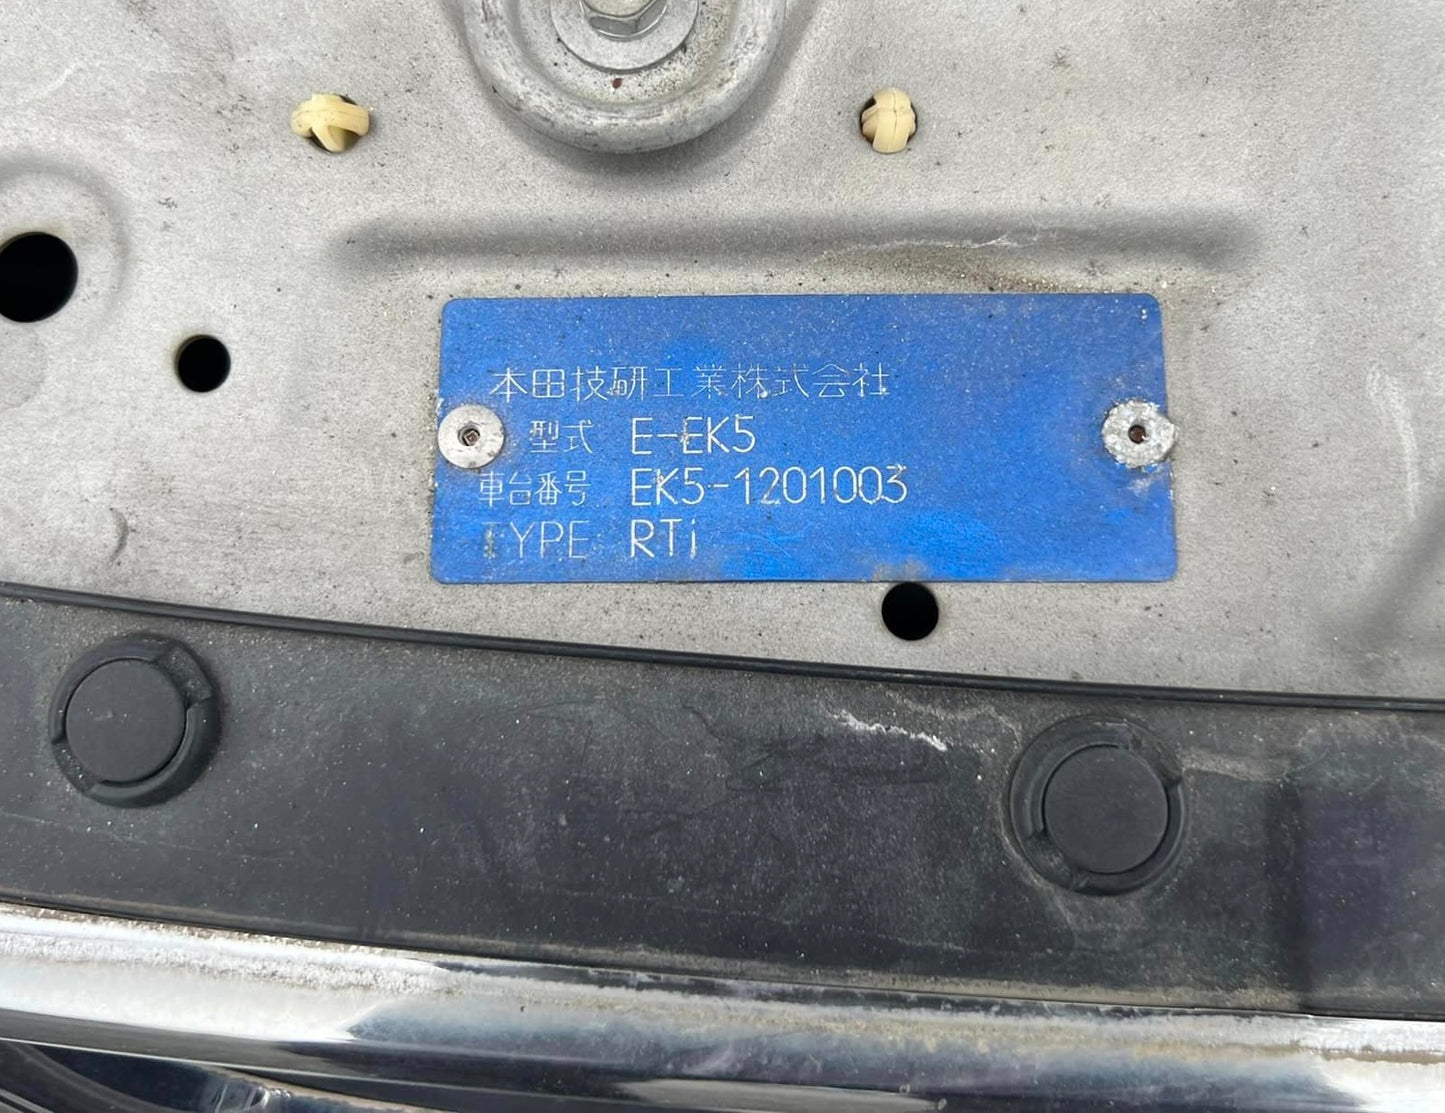 本田技研工業株式会社
型式 E-EK5
車台番号 EK5-1201003
TYPE RTi